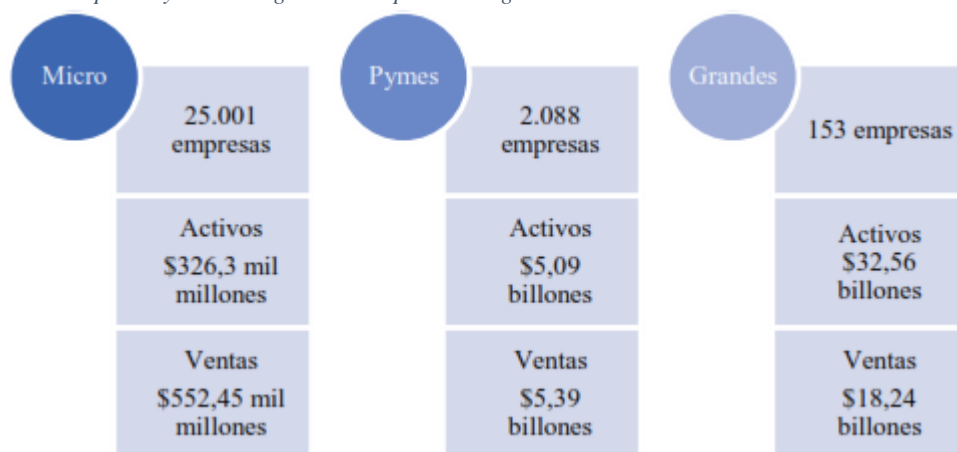 Micro
25.001
empresas
Activos
$326,3 mil
millones
Ventas
$552,45 mil
millones
Pymes
2.088
empresas
Activos
$5,09
billones
Ventas
$5,39
billones
Grandes
153 empresas
Activos
$32,56
billones
Ventas
$18,24
billones